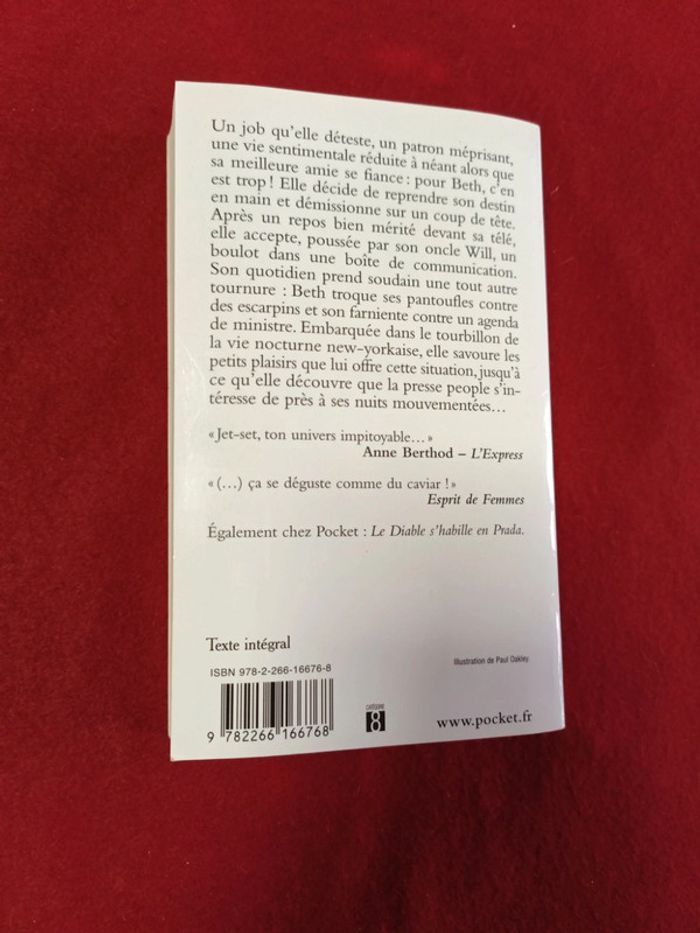 Un job qu'elle déteste, un patron méprisant,
une vie sentimentale réduite à néant alors que
sa meilleure amie se fiance : pour Beth, c'en
est trop ! Elle décide de reprendre son destin
en main et démissionne sur un coup de tête.
Après un repos bien mérité devant sa télé,
elle accepte, poussée par son oncle Will, un
boulot dans une boîte de communication.
Son quotidien prend soudain une tout autre
tournure : Beth troque ses pantoufles contre
des escarpins et son farniente contre un agenda
de ministre. Embarquée dans le tourbillon de
la vie nocturne new-yorkaise, elle savoure les
petits plaisirs que lui offre cette situation, jusqu'à
ce qu'elle découvre que la presse people s'in-
téresse de près à ses nuits mouvementées…
« Jet-set, ton univers impitoyable… »
Anne Berthod – L'Express
« (…) ça se déguste comme du caviar ! »
Esprit de Femmes
Également chez Pocket : Le Diable s'habille en Prada.
Texte intégral
Illustration de Paul Oakley
ISBN 978-2-266-16676-8
CATÉGORIE
8
www.pocket.fr
9 782266 166768